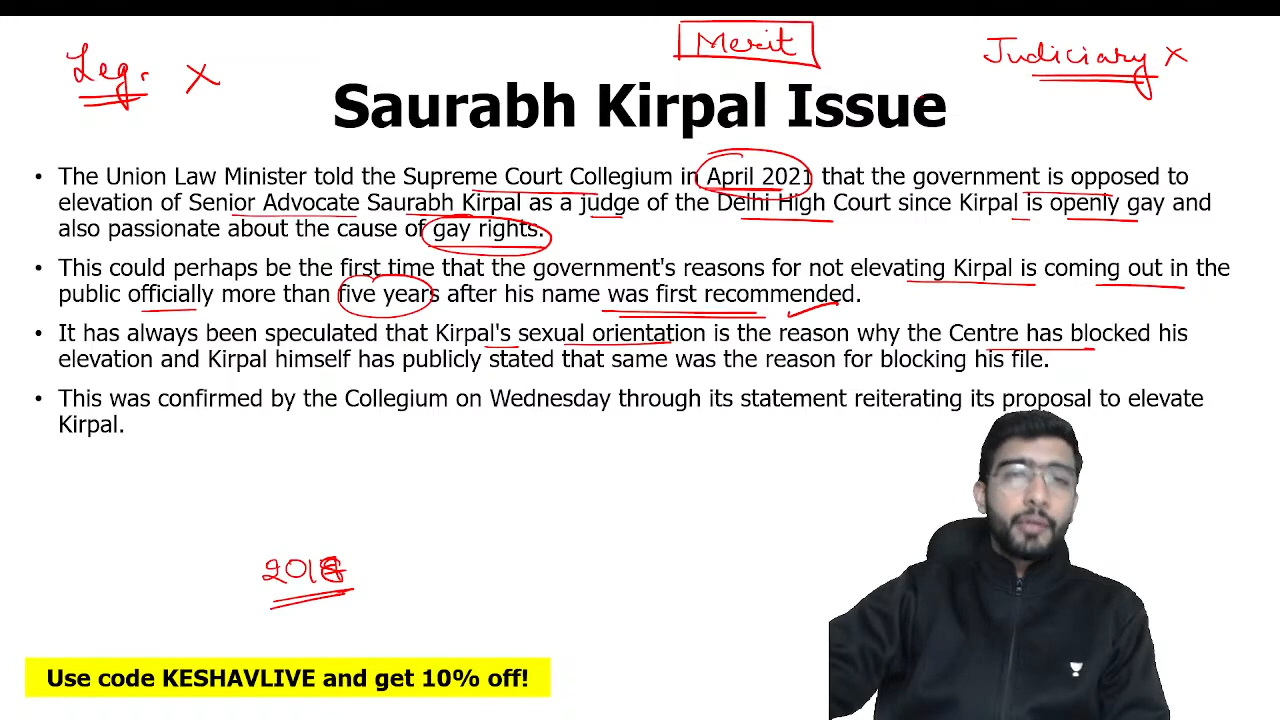 Leg. X
Merit
Judiciary X
Saurabh Kirpal Issue
• The Union Law Minister told the Supreme Court Collegium in April 2021 that the government is opposed to
elevation of Senior Advocate Saurabh Kirpal as a judge of the Delhi High Court since Kirpal is openly gay and
also passionate about the cause of gay rights.
• This could perhaps be the first time that the government's reasons for not elevating Kirpal is coming out in the
public officially more than five years after his name was first recommended.
• It has always been speculated that Kirpal's sexual orientation is the reason why the Centre has blocked his
elevation and Kirpal himself has publicly stated that same was the reason for blocking his file.
• This was confirmed by the Collegium on Wednesday through its statement reiterating its proposal to elevate
Kirpal.
Use code KESHAVLIVE and get 10% off!